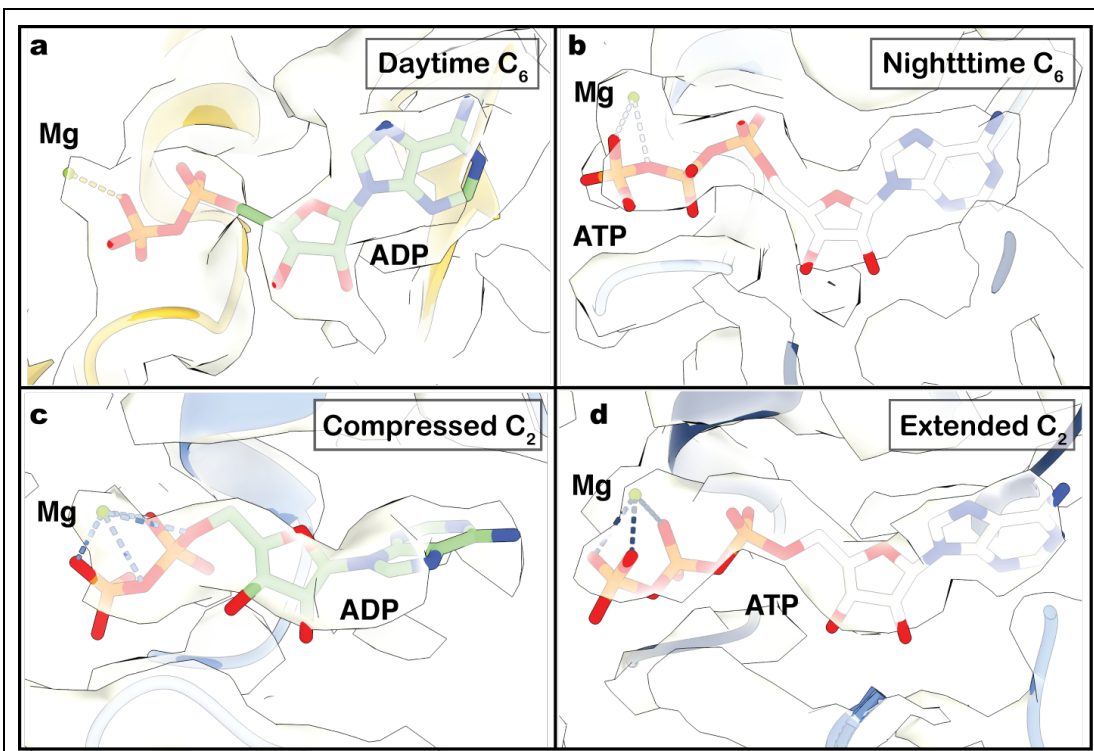 a
Daytime C₆
Mg
ADP
b
Nightttime C₆
Mg
ATP
c
Compressed C₂
Mg
ADP
d
Extended C₂
Mg
ATP